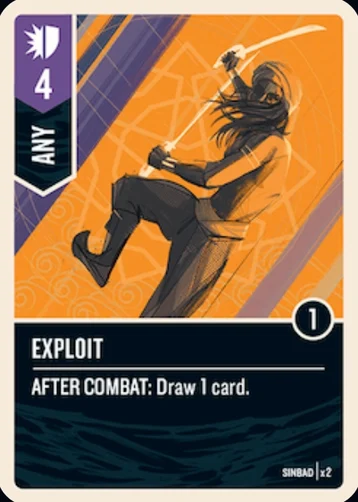 4
ANY
1
EXPLOIT
AFTER COMBAT: Draw 1 card.
SINBAD | x2